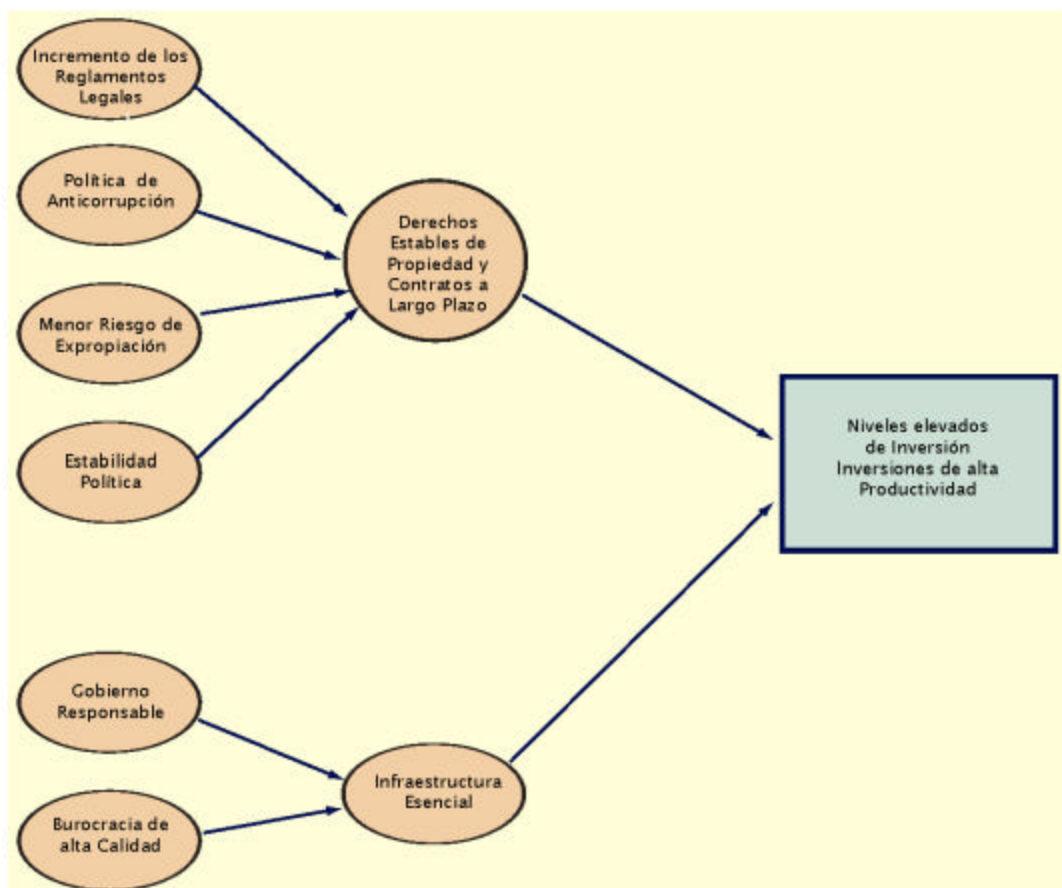 Incremento de los
Reglamentos
Legales
Política de
Anticorrupción
Menor Riesgo de
Expropiación
Estabilidad
Política
Derechos
Estables de
Propiedad y
Contratos a
Largo Plazo
Niveles elevados
de Inversión
Inversiones de alta
Productividad
Gobierno
Responsable
Burocracia de
alta Calidad
Infraestructura
Esencial